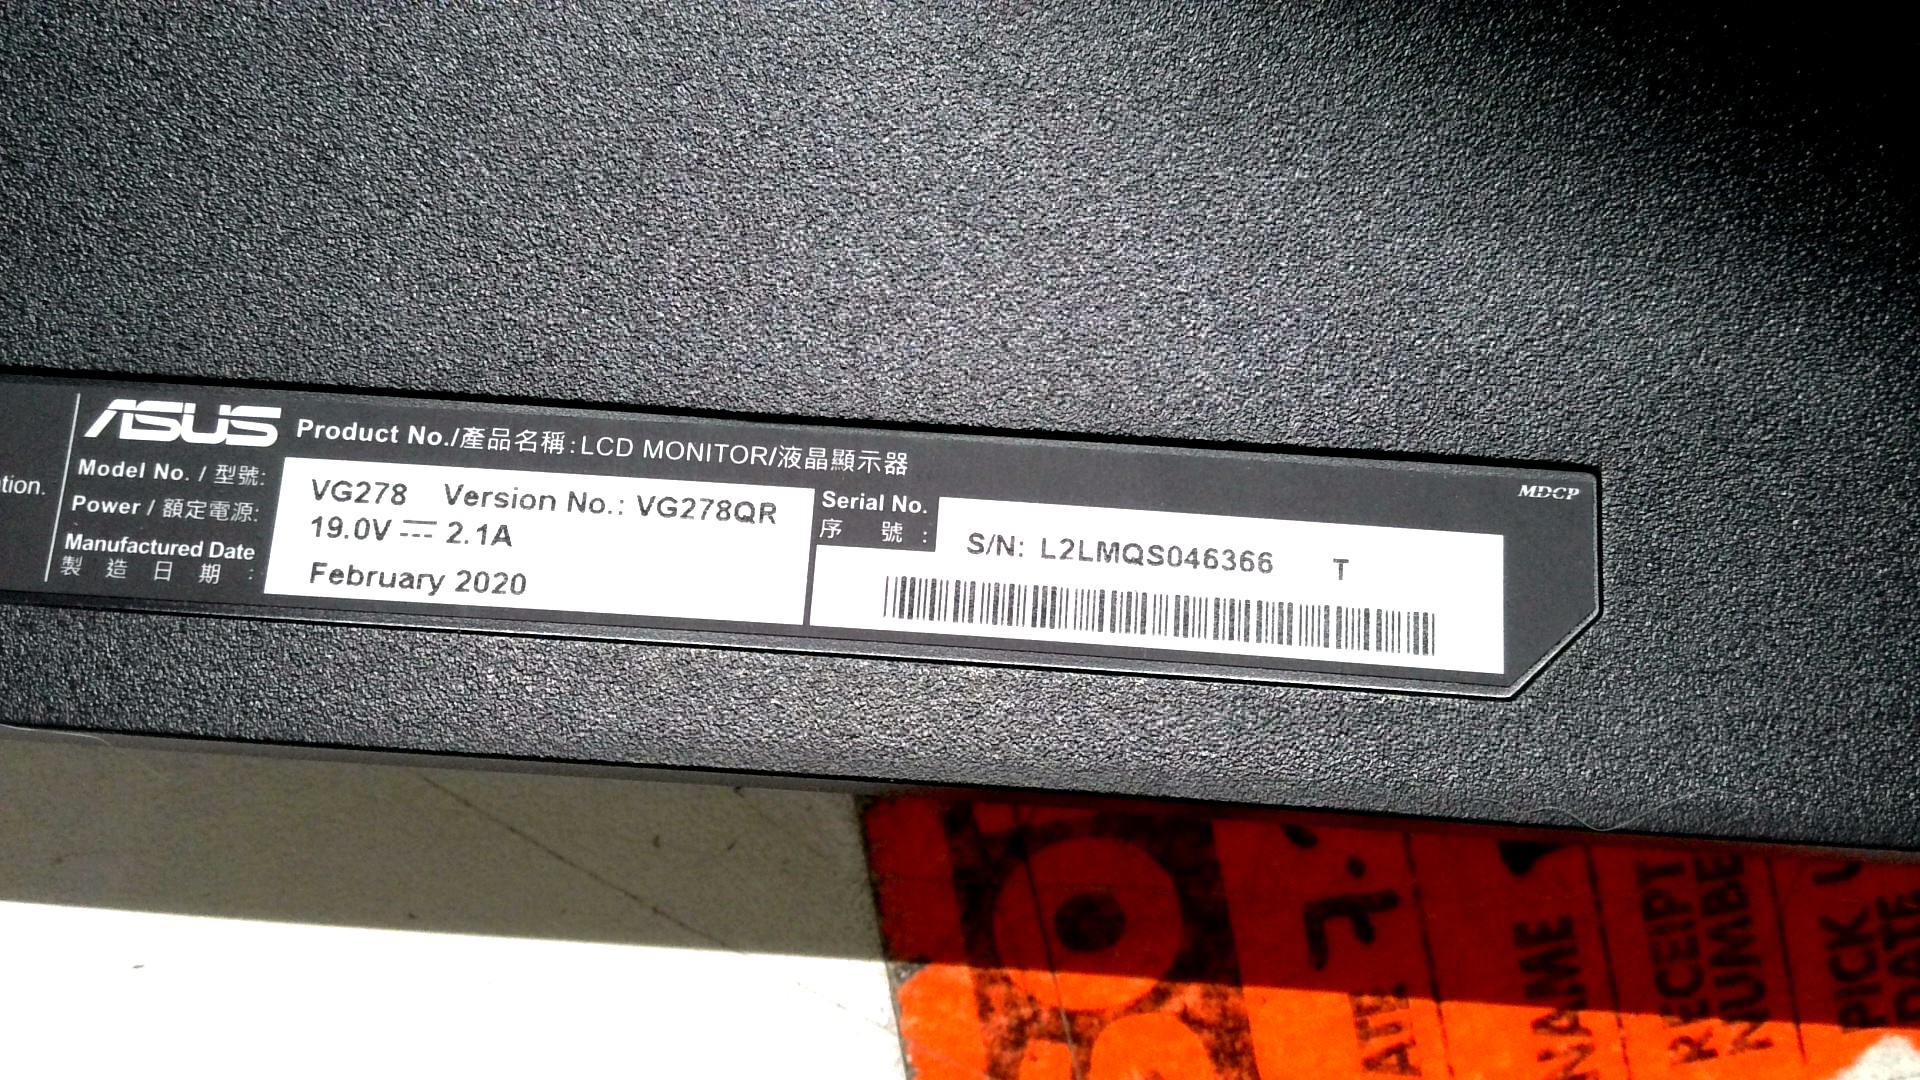 ASUS Product No./產品名稱:LCD MONITOR/液晶顯示器
MDCP
tion.
Model No. / 型號: VG278 Version No.: VG278QR
Power / 額定電源: 19.0V ⎓ 2.1A
Manufactured Date
製造日期: February 2020
Serial No.
序號:
S/N: L2LMQS046366 T
NAME
RECEIPT
NUMBE
PICK
DATE